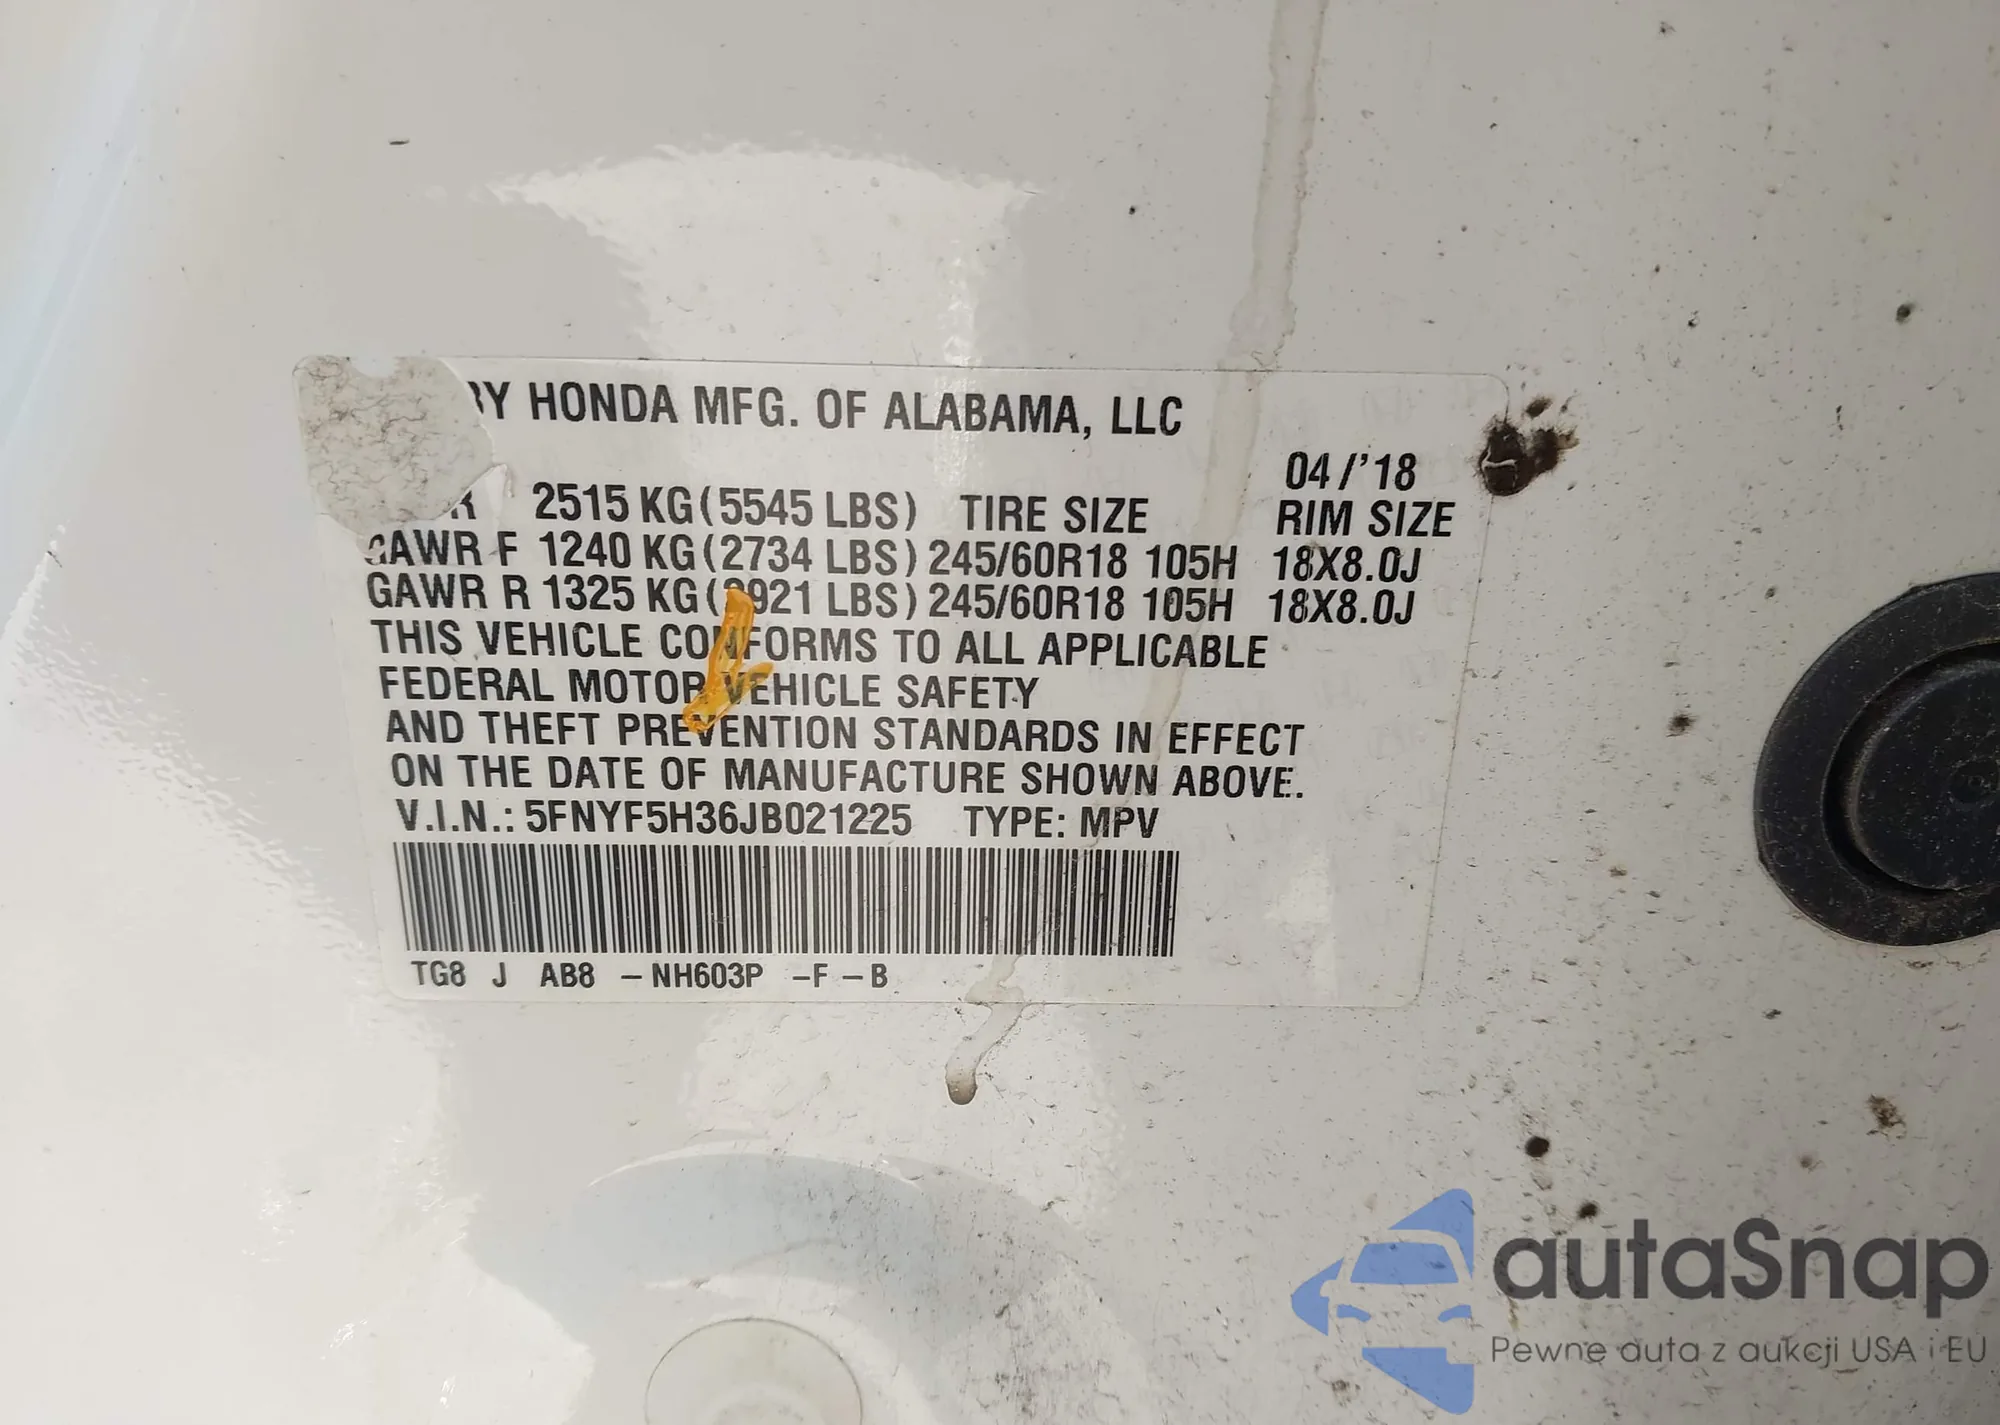 BY HONDA MFG. OF ALABAMA, LLC
04/'18
2515 KG (5545 LBS) TIRE SIZE RIM SIZE
GAWR F 1240 KG (2734 LBS) 245/60R18 105H 18X8.0J
GAWR R 1325 KG (2921 LBS) 245/60R18 105H 18X8.0J
THIS VEHICLE CONFORMS TO ALL APPLICABLE
FEDERAL MOTOR VEHICLE SAFETY
AND THEFT PREVENTION STANDARDS IN EFFECT
ON THE DATE OF MANUFACTURE SHOWN ABOVE.
V.I.N.: 5FNYF5H36JB021225 TYPE: MPV
TG8 J AB8 -NH603P -F -B
autaSnap
Pewne auta z aukcji USA i EU